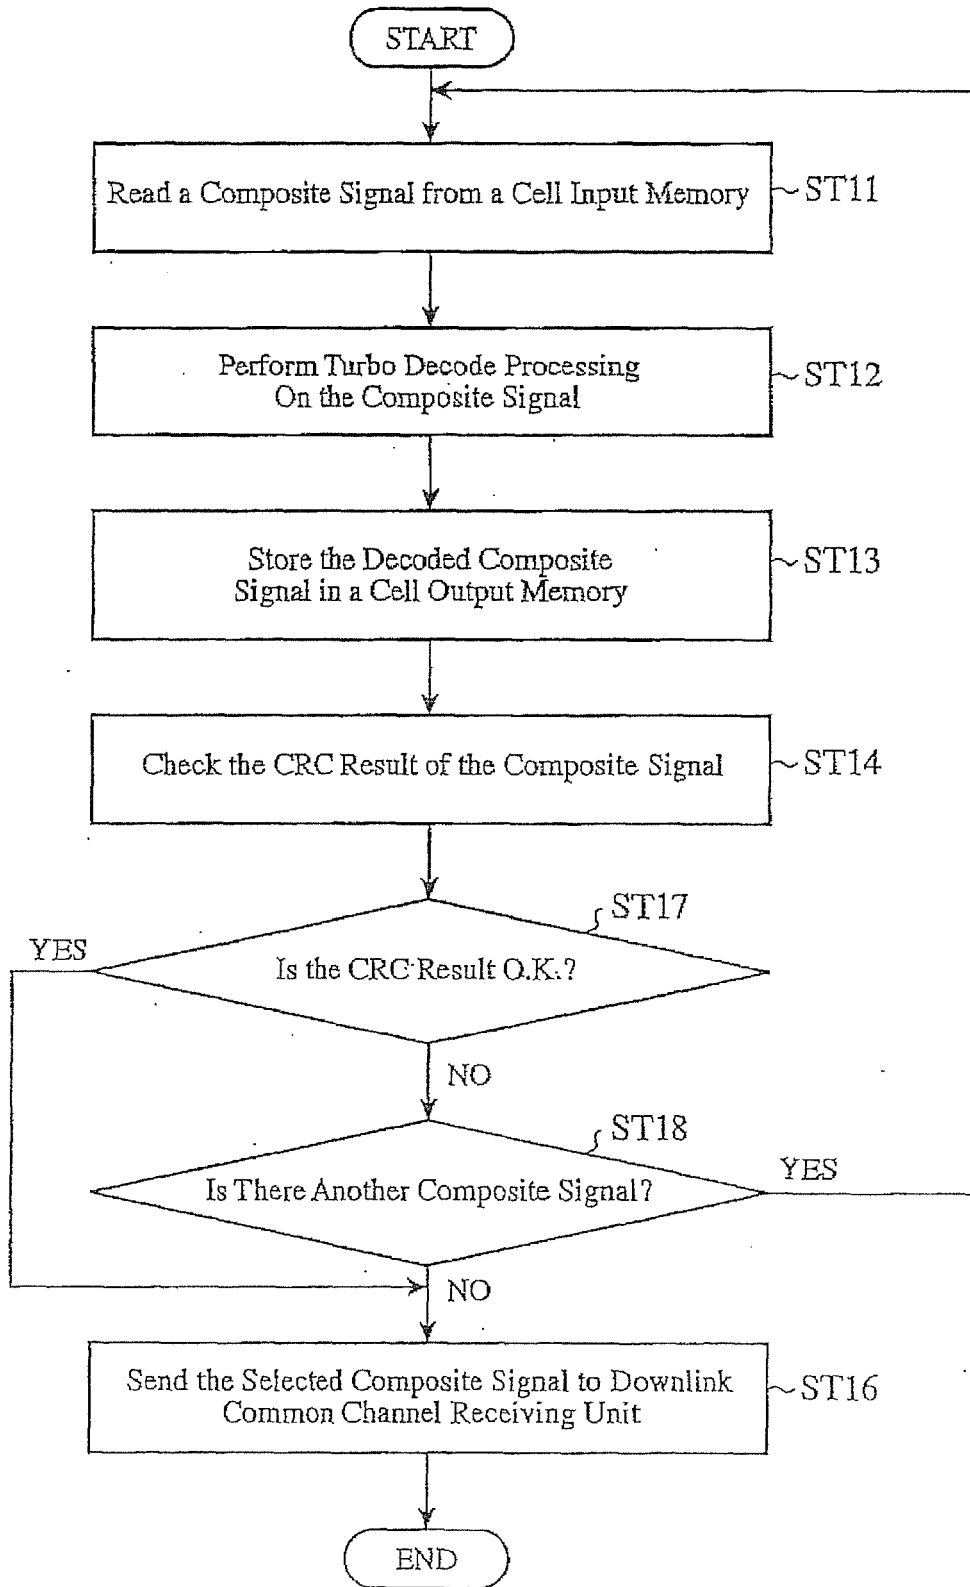 START
Read a Composite Signal from a Cell Input Memory
ST11
Perform Turbo Decode Processing
On the Composite Signal
ST12
Store the Decoded Composite
Signal in a Cell Output Memory
ST13
Check the CRC Result of the Composite Signal
ST14
ST17
YES
Is the CRC Result O.K.?
NO
ST18
YES
Is There Another Composite Signal?
NO
Send the Selected Composite Signal to Downlink
Common Channel Receiving Unit
ST16
END